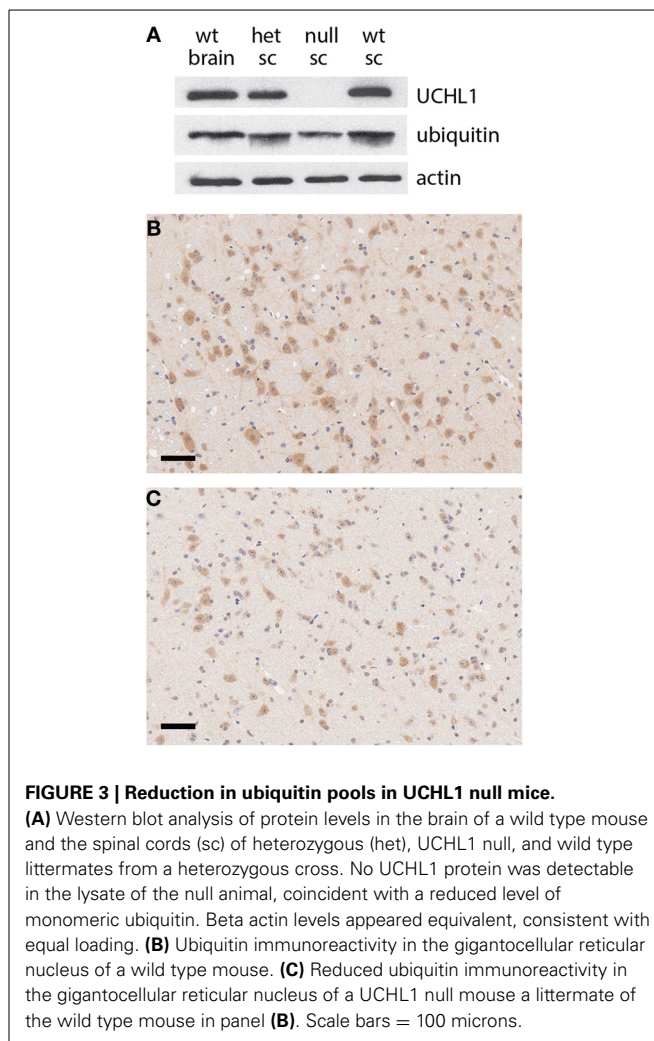 A
wt het null wt
brain sc sc sc
UCHL1
ubiquitin
actin
B
C
FIGURE 3 | Reduction in ubiquitin pools in UCHL1 null mice.
(A) Western blot analysis of protein levels in the brain of a wild type mouse
and the spinal cords (sc) of heterozygous (het), UCHL1 null, and wild type
littermates from a heterozygous cross. No UCHL1 protein was detectable
in the lysate of the null animal, coincident with a reduced level of
monomeric ubiquitin. Beta actin levels appeared equivalent, consistent with
equal loading. (B) Ubiquitin immunoreactivity in the gigantocellular reticular
nucleus of a wild type mouse. (C) Reduced ubiquitin immunoreactivity in
the gigantocellular reticular nucleus of a UCHL1 null mouse a littermate of
the wild type mouse in panel (B). Scale bars = 100 microns.